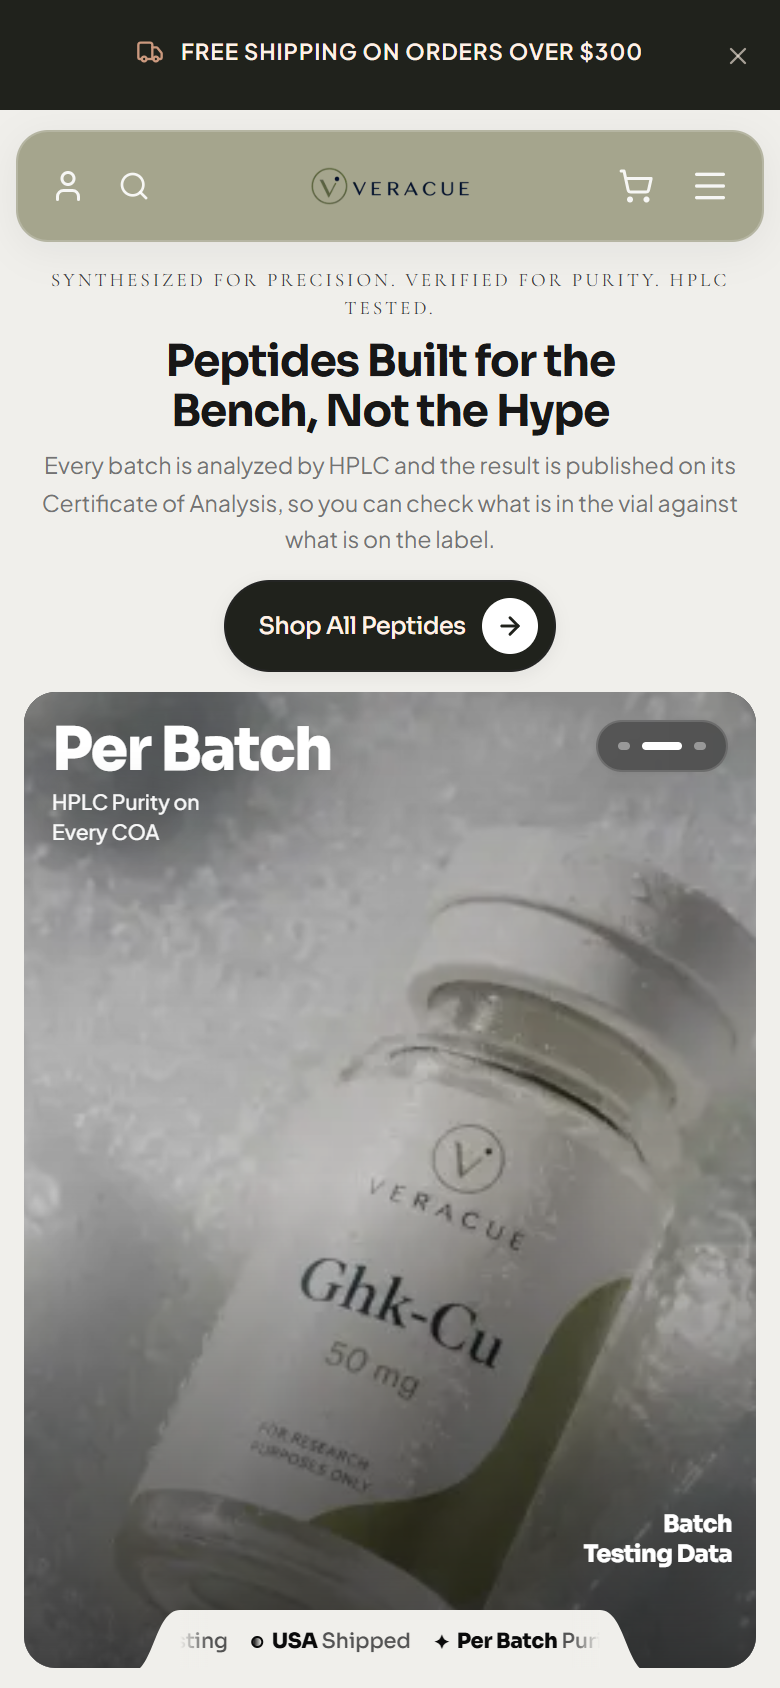 FREE SHIPPING ON ORDERS OVER $300
VERACUE
SYNTHESIZED FOR PRECISION. VERIFIED FOR PURITY. HPLC
TESTED.
Peptides Built for the
Bench, Not the Hype
Every batch is analyzed by HPLC and the result is published on its
Certificate of Analysis, so you can check what is in the vial against
what is on the label.
Shop All Peptides
Per Batch
HPLC Purity on
Every COA
VERACUE
Ghk-Cu
50 mg
FOR RESEARCH
PURPOSES ONLY
Batch
Testing Data
USA Shipped Per Batch